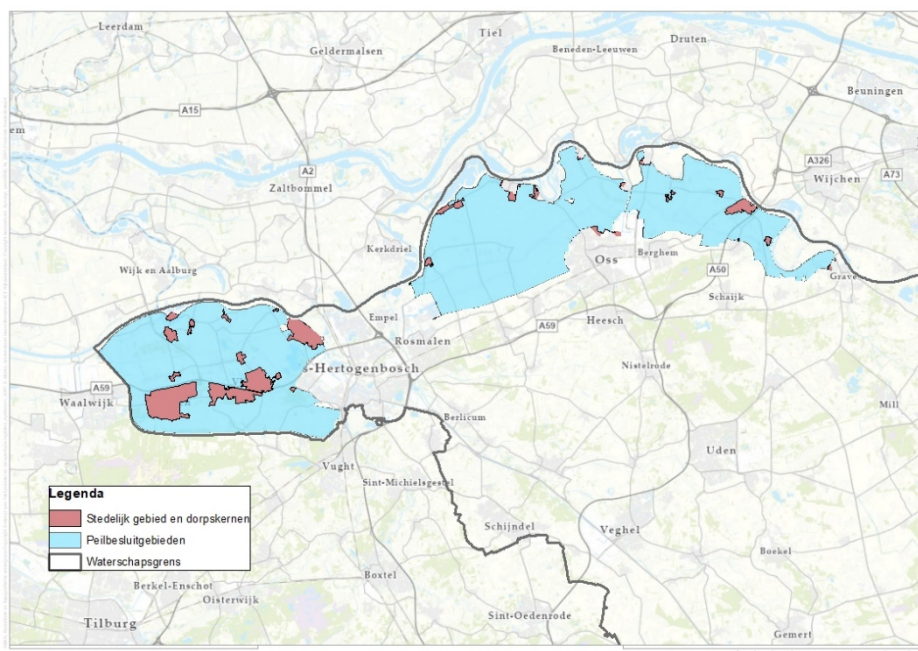 Leerdam
Tiel
Geldermalsen
Beneden-Leeuwen
Druten
Beuningen
A15
em
A2
A326
Zaltbommel
Wijchen
A73
Kerkdriel
Wijk en Aalburg
Oss
Berghem
A50
Grave
Schaijk
Empel
A59
Heesch
Rosmalen
s-Hertogenbosch
Nistelrode
A59
Waalwijk
Mill
Berlicum
Uden
Vught
Sint-Michielsgestel
Legenda
Stedelijk gebied en dorpskernen
Peilbesluitgebieden
Waterschapsgrens
Schijndel
Veghel
Boekel
Boxtel
Berkel-Enschot
Oisterwijk
Sint-Oedenrode
Tilburg
Gemert